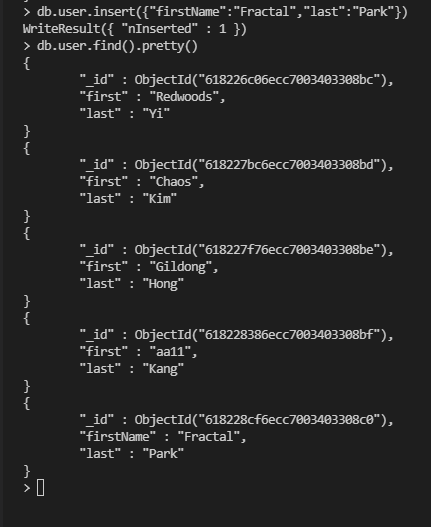 > db.user.insert({"firstName":"Fractal","last":"Park"})
WriteResult({ "nInserted" : 1 })
> db.user.find().pretty()
{
        "_id" : ObjectId("618226c06ecc7003403308bc"),
        "first" : "Redwoods",
        "last" : "Yi"
}
{
        "_id" : ObjectId("618227bc6ecc7003403308bd"),
        "first" : "Chaos",
        "last" : "Kim"
}
{
        "_id" : ObjectId("618227f76ecc7003403308be"),
        "first" : "Gildong",
        "last" : "Hong"
}
{
        "_id" : ObjectId("618228386ecc7003403308bf"),
        "first" : "aa11",
        "last" : "Kang"
}
{
        "_id" : ObjectId("618228cf6ecc7003403308c0"),
        "firstName" : "Fractal",
        "last" : "Park"
}
>